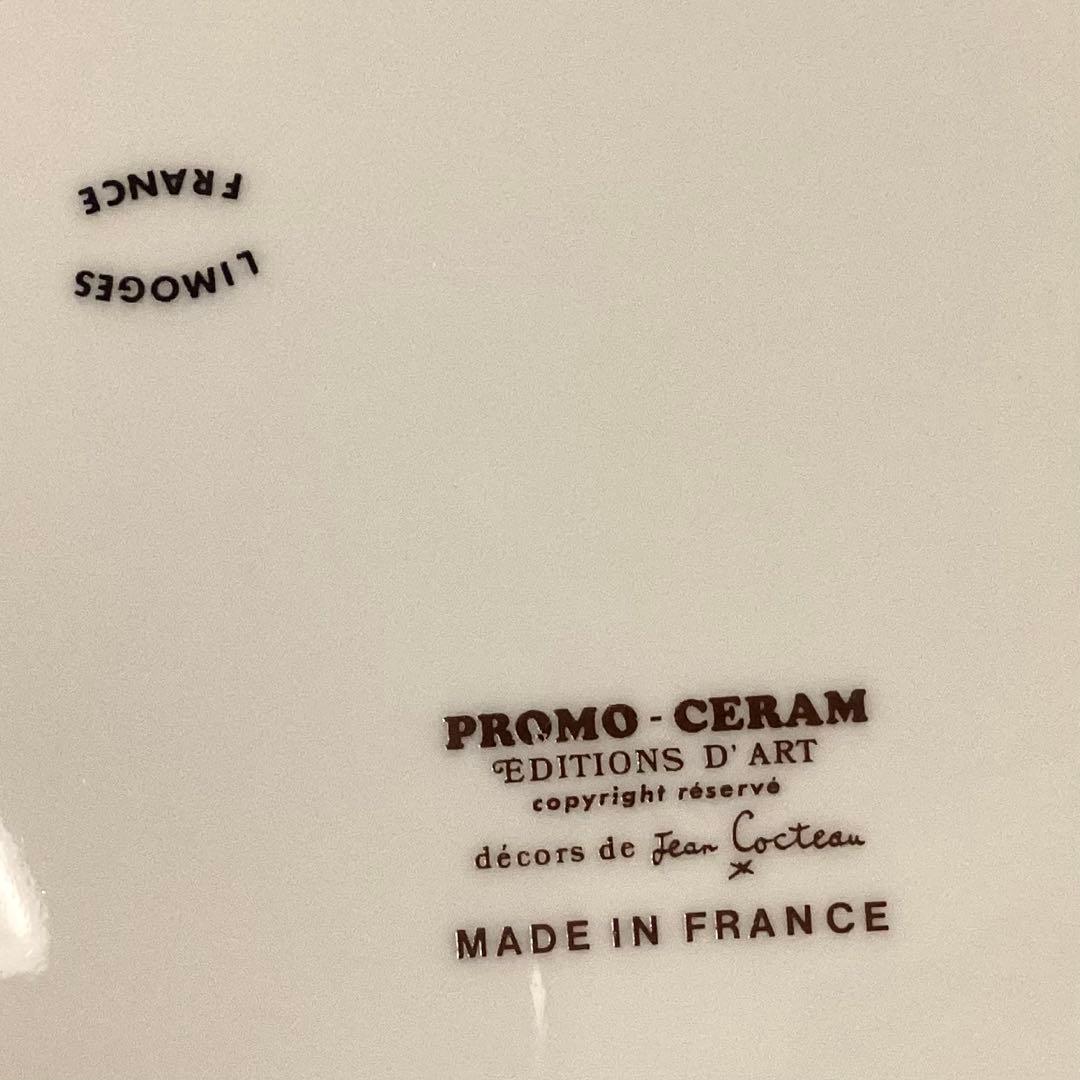 LIMOGES
FRANCE
PROMO - CERAM
EDITIONS D' ART
copyright réservé
décors de Jean Cocteau
MADE IN FRANCE